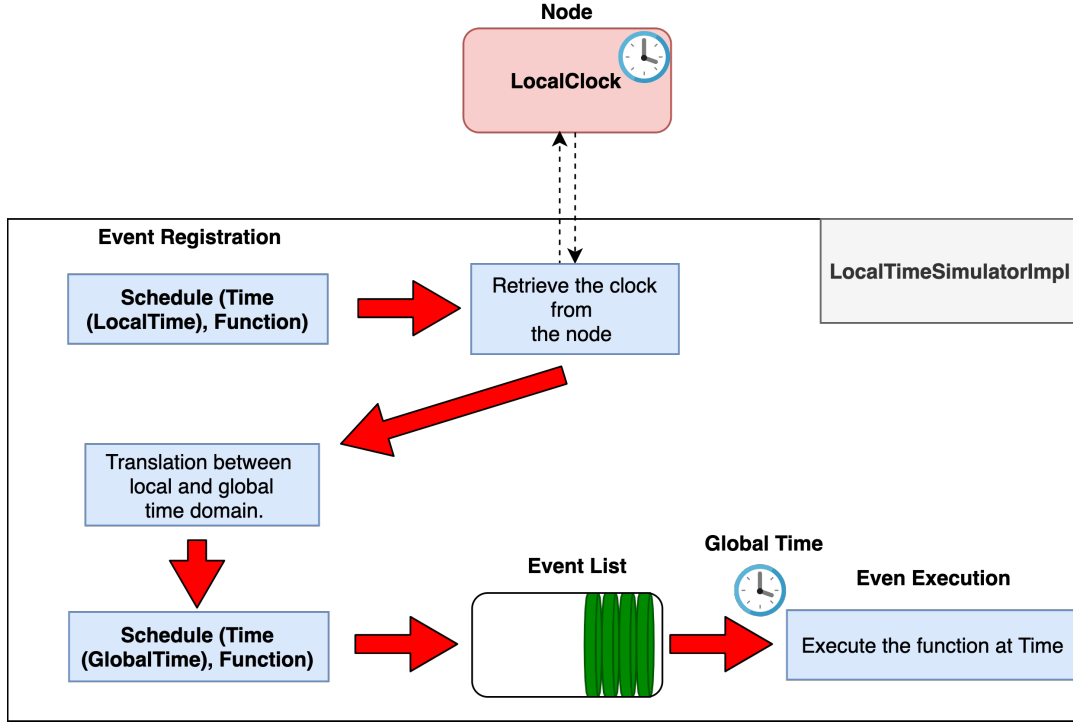 Node
LocalClock
Event Registration
LocalTimeSimulatorImpl
Schedule (Time
(LocalTime), Function)
Retrieve the clock
from
the node
Translation between
local and global
time domain.
Global Time
Event List
Even Execution
Schedule (Time
(GlobalTime), Function)
Execute the function at Time